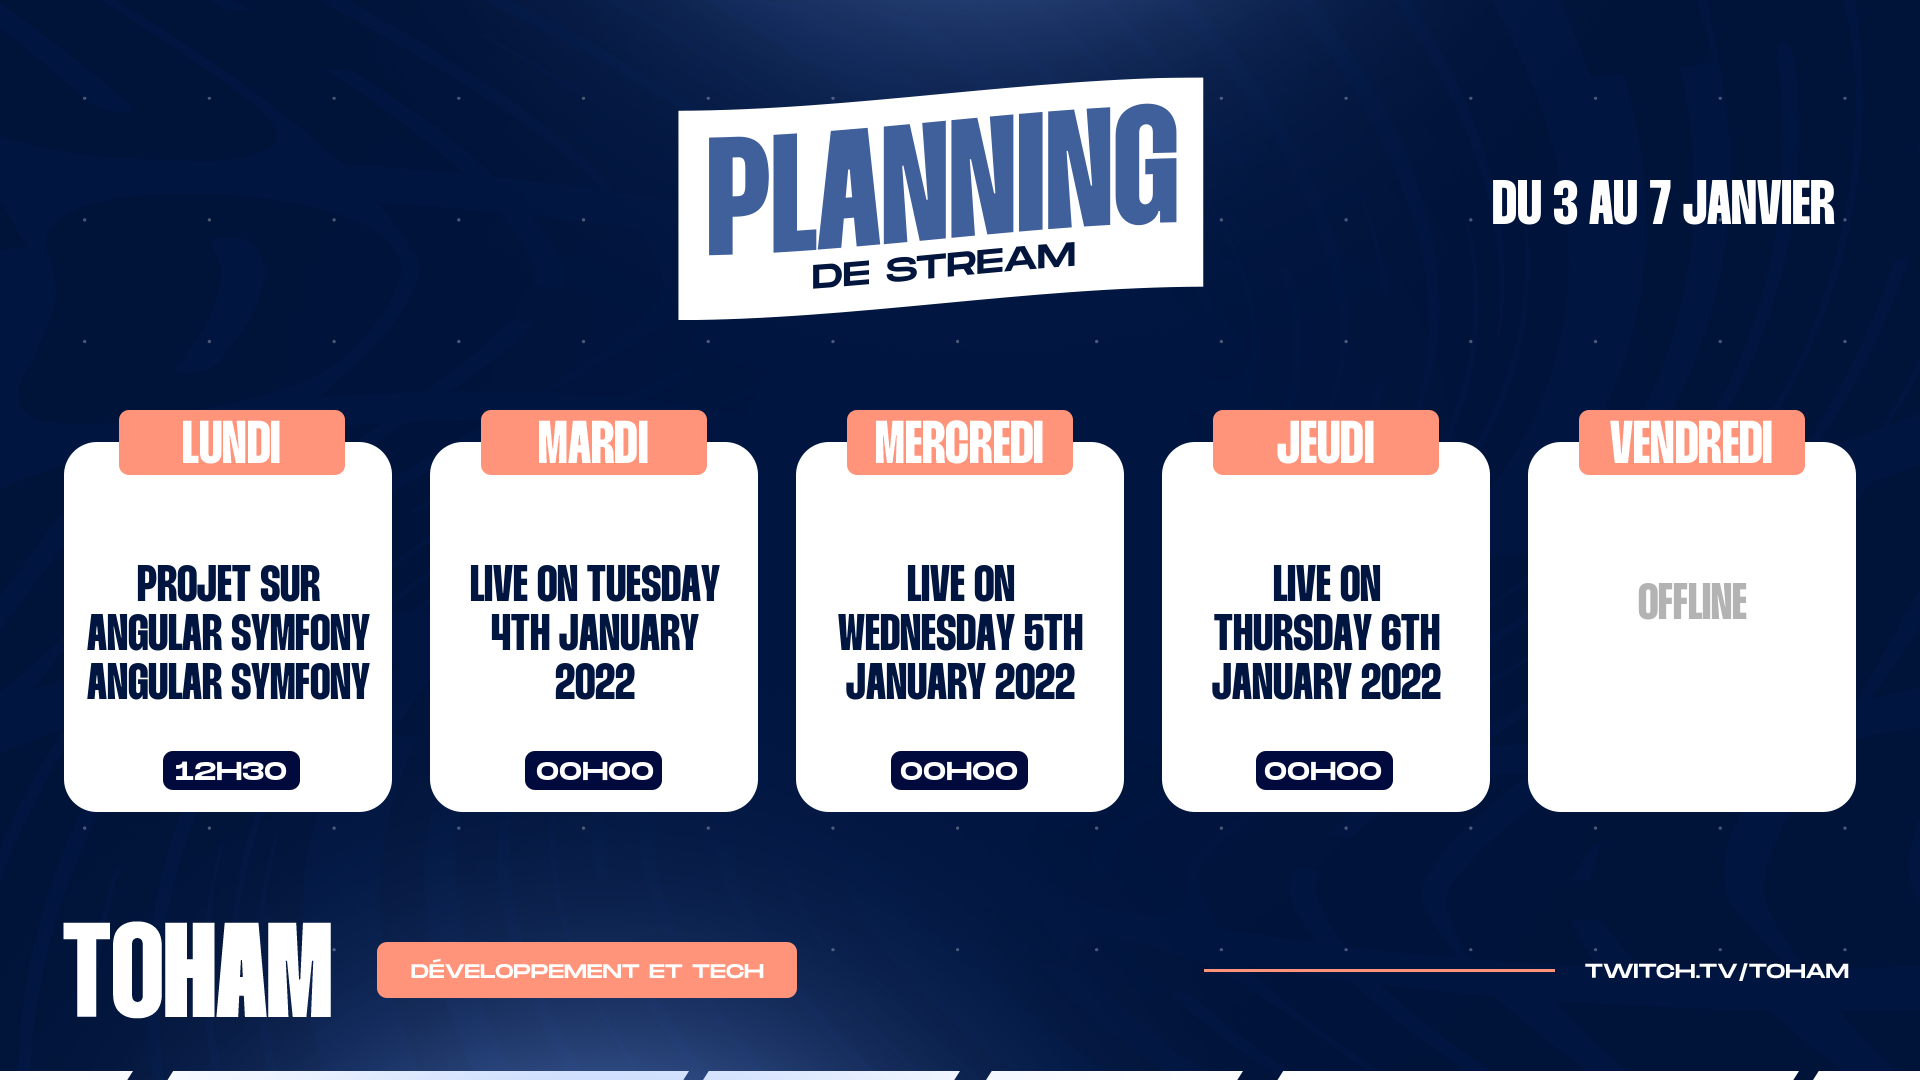 PLANNING
DE STREAM
DU 3 AU 7 JANVIER
LUNDI
PROJET SUR
ANGULAR SYMFONY
ANGULAR SYMFONY
12H30
MARDI
LIVE ON TUESDAY
4TH JANUARY
2022
00H00
MERCREDI
LIVE ON
WEDNESDAY 5TH
JANUARY 2022
00H00
JEUDI
LIVE ON
THURSDAY 6TH
JANUARY 2022
00H00
VENDREDI
OFFLINE
TOHAM
DÉVELOPPEMENT ET TECH
TWITCH.TV/TOHAM